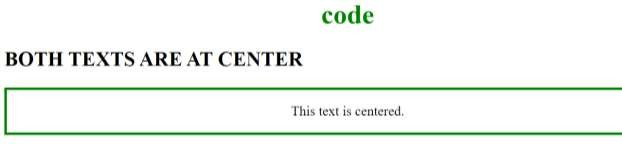 code
BOTH TEXTS ARE AT CENTER
This text is centered.